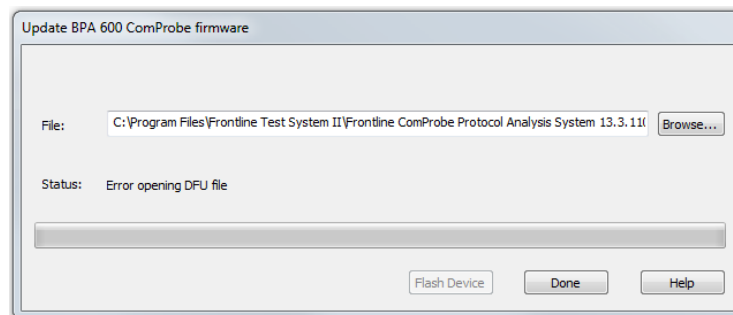 Update BPA 600 ComProbe firmware
File: C:\Program Files\Frontline Test System II\Frontline ComProbe Protocol Analysis System 13.3.11( Browse...
Status: Error opening DFU file
Flash Device Done Help